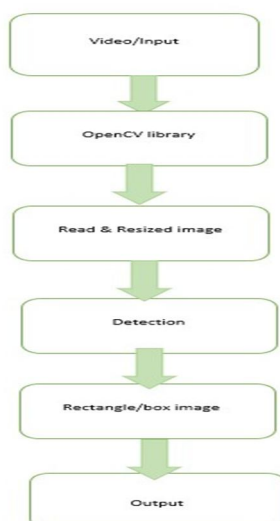 Video/Input
OpenCV library
Read & Resized image
Detection
Rectangle/box image
Output